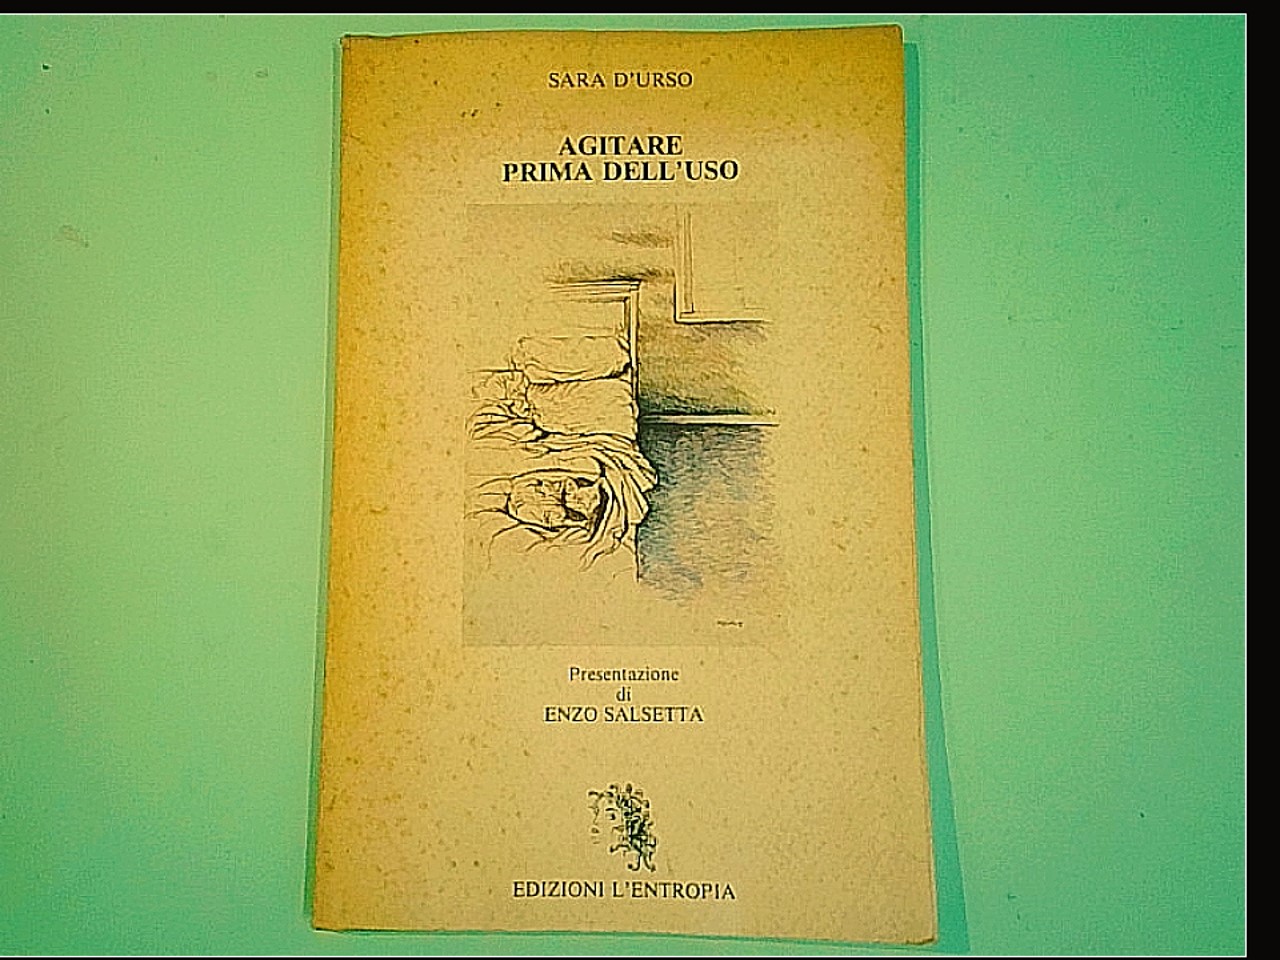 SARA D'URSO
AGITARE
PRIMA DELL'USO
Presentazione
di
ENZO SALSETTA
EDIZIONI L'ENTROPIA